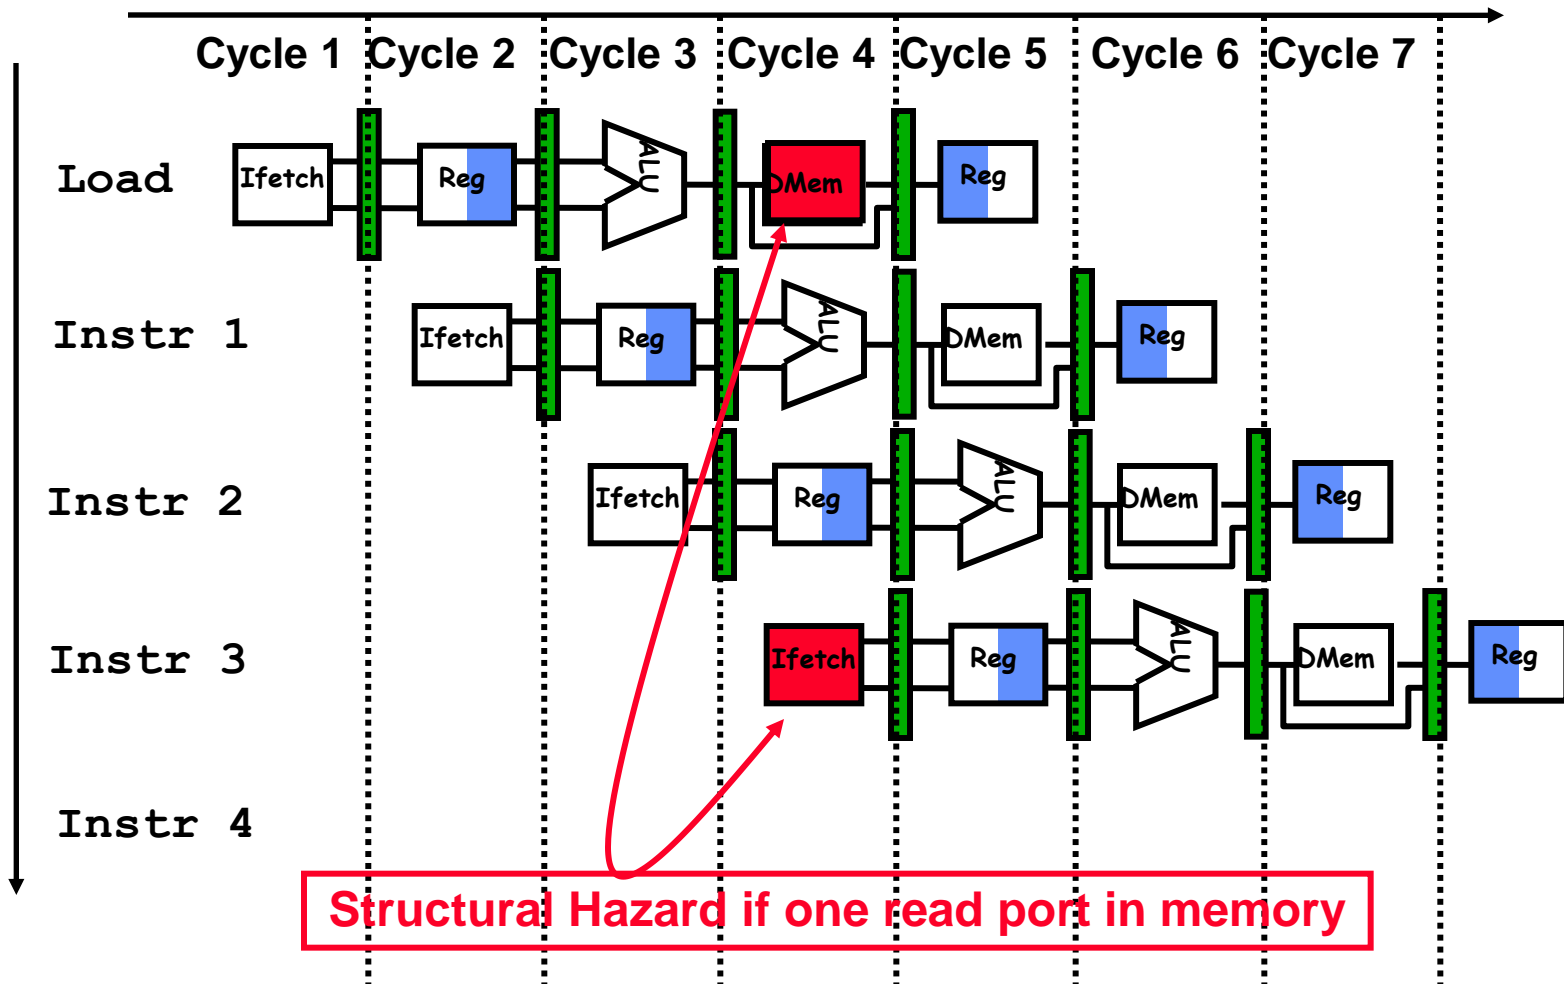 Cycle 1 Cycle 2 Cycle 3 Cycle 4 Cycle 5 Cycle 6 Cycle 7
Load Ifetch Reg ALU DMem Reg
Instr 1 Ifetch Reg ALU DMem Reg
Instr 2 Ifetch Reg ALU DMem Reg
Instr 3 Ifetch Reg ALU DMem Reg
Instr 4
Structural Hazard if one read port in memory